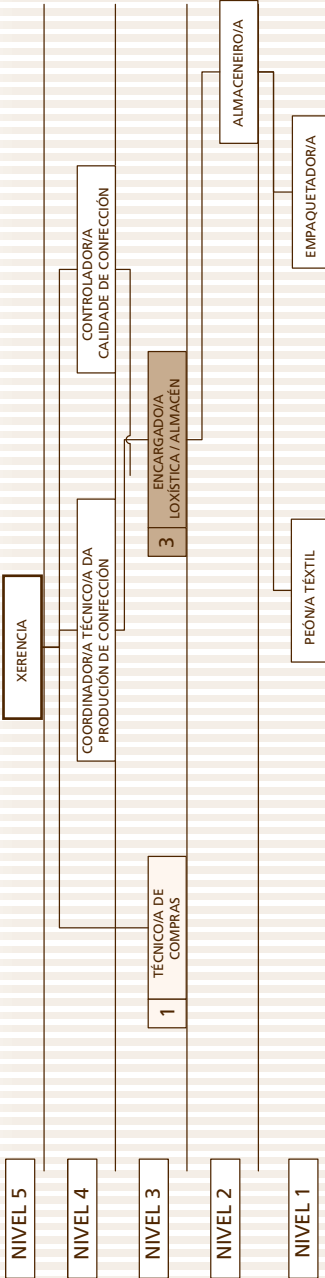 NIVEL 5
XERENCIA
NIVEL 4
COORDINADOR/A TÉCNICO/A DA
PRODUCIÓN DE CONFECCIÓN
CONTROLADOR/A
CALIDADE DE CONFECCIÓN
NIVEL 3
1
TÉCNICO/A DE
COMPRAS
3
ENCARGADO/A
LOXÍSTICA / ALMACÉN
NIVEL 2
ALMACENEIRO/A
NIVEL 1
PEÓN/A TÉXTIL
EMPAQUETADOR/A